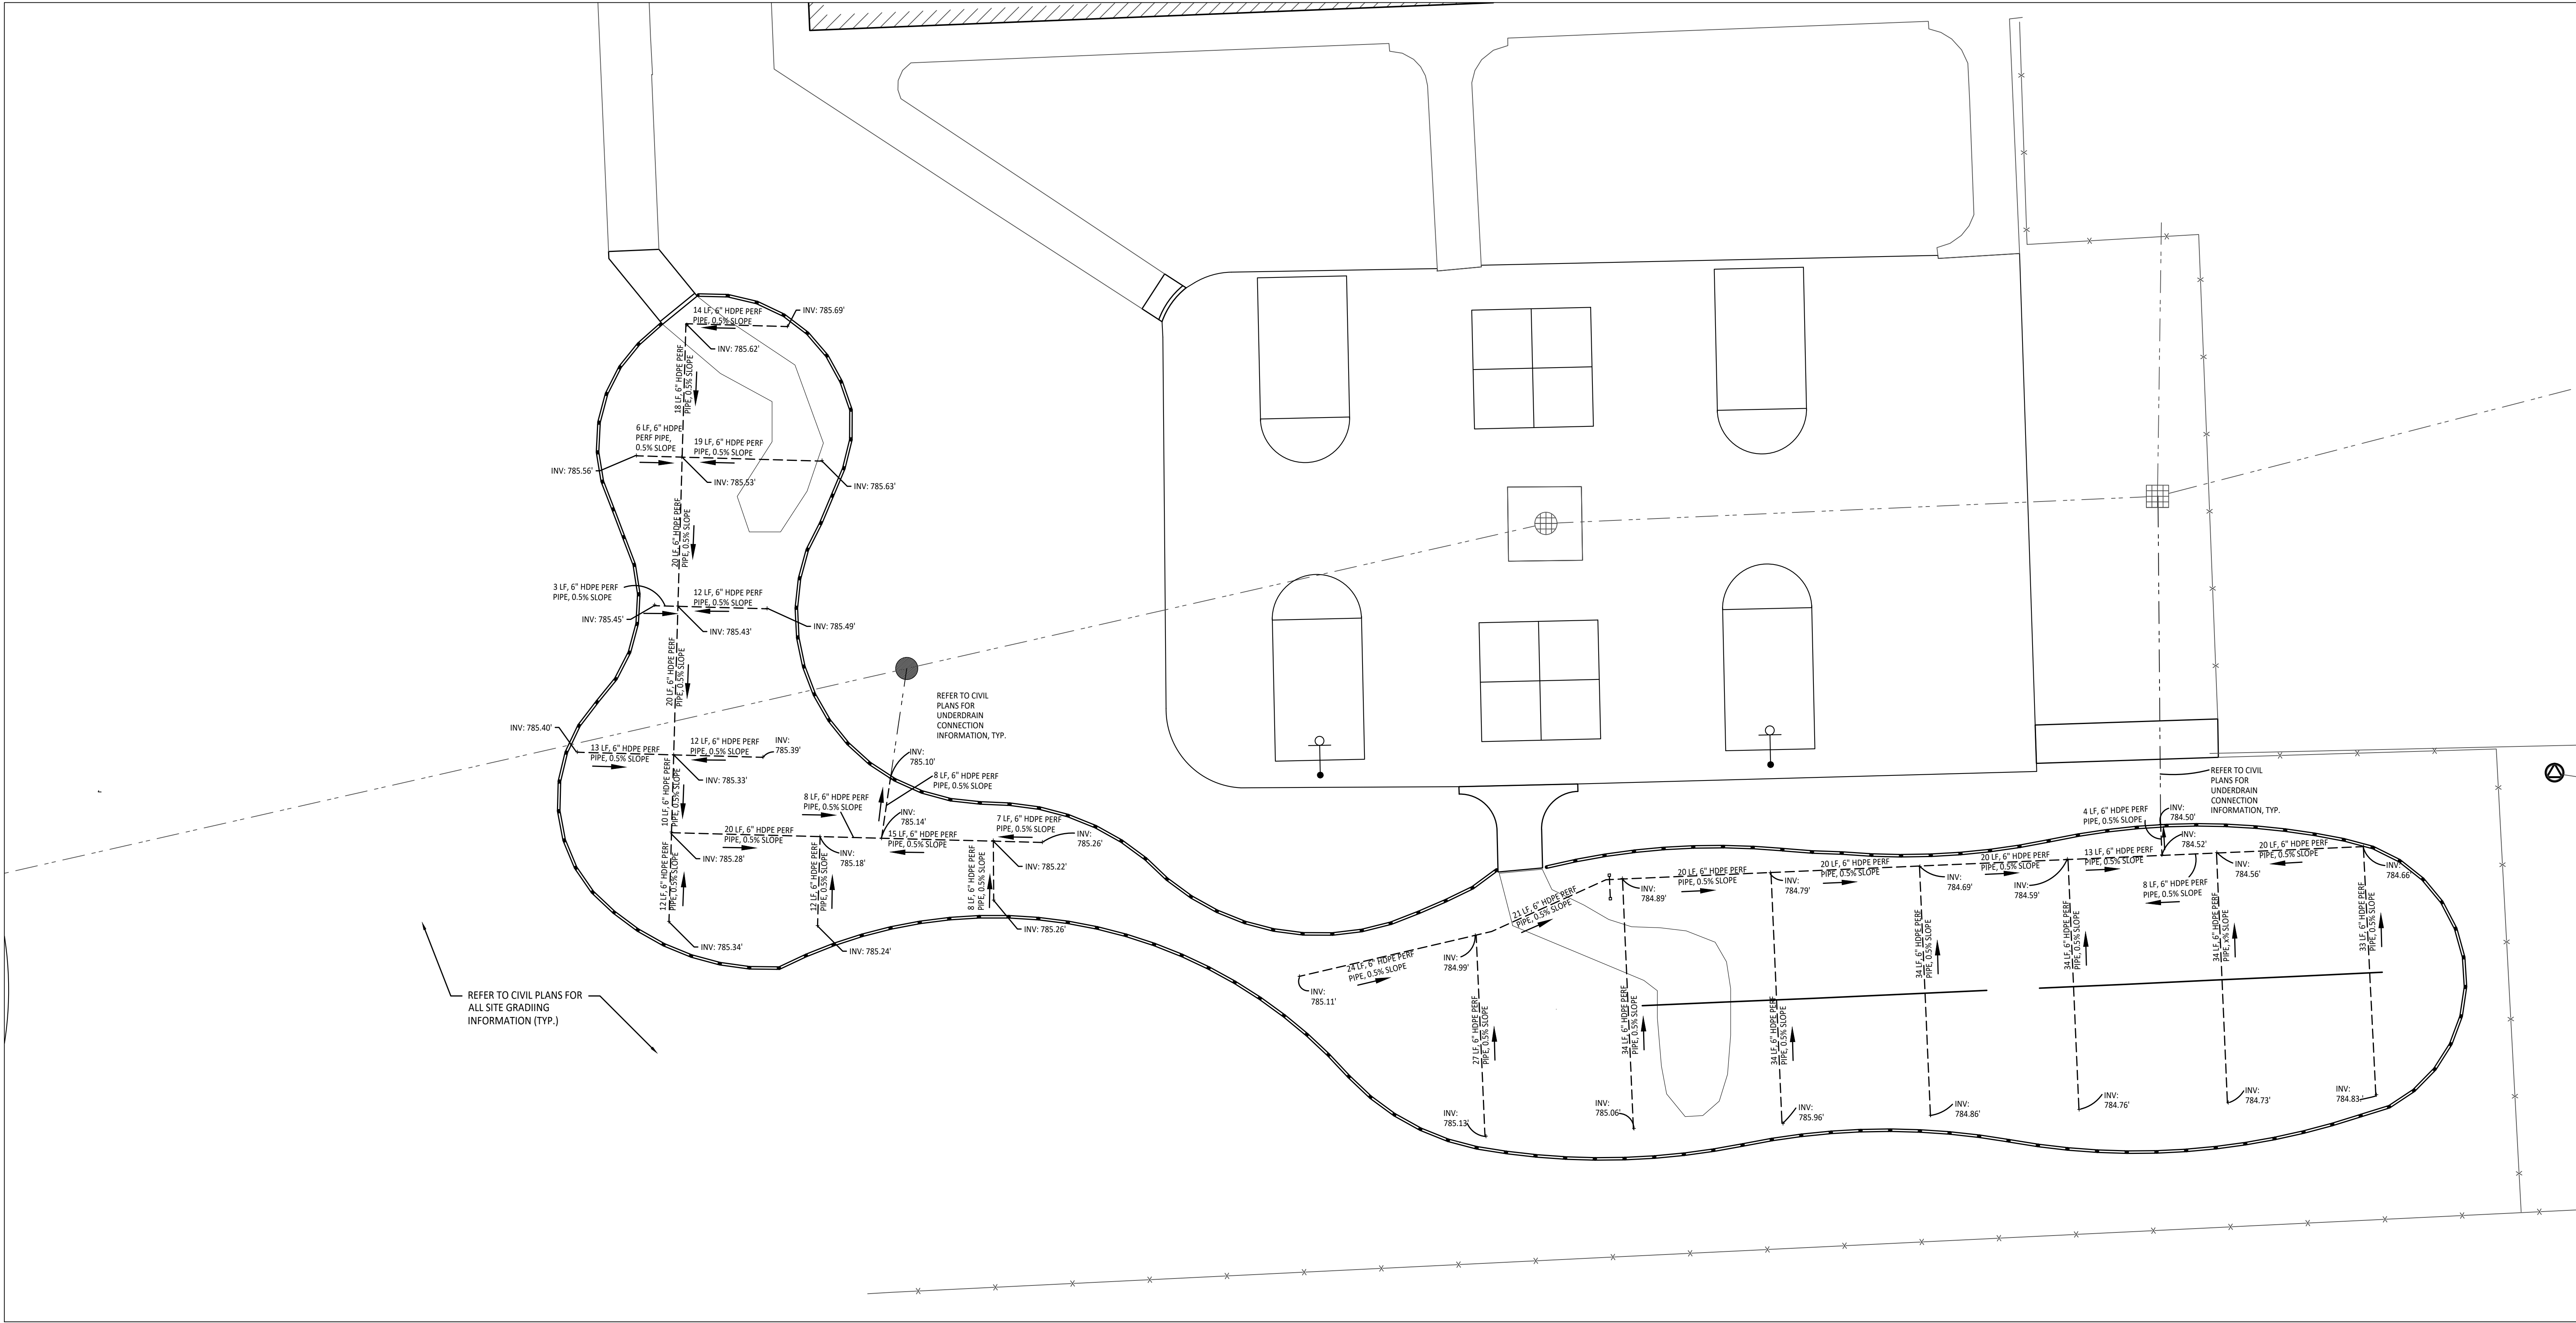 14 LF, 6" HDPE PERF
PIPE, 0.5% SLOPE
INV: 785.69'
INV: 785.62'
18 LF, 6" HDPE PERF
PIPE, 0.5% SLOPE
6 LF, 6" HDPE
PERF PIPE,
0.5% SLOPE
19 LF, 6" HDPE PERF
PIPE, 0.5% SLOPE
INV: 785.56'
INV: 785.53'
INV: 785.63'
20 LF, 6" HDPE PERF
PIPE, 0.5% SLOPE
3 LF, 6" HDPE PERF
PIPE, 0.5% SLOPE
12 LF, 6" HDPE PERF
PIPE, 0.5% SLOPE
INV: 785.45'
INV: 785.43'
INV: 785.49'
20 LF, 6" HDPE PERF
PIPE, 0.5% SLOPE
REFER TO CIVIL
PLANS FOR
UNDERDRAIN
CONNECTION
INFORMATION, TYP.
INV: 785.40'
13 LF, 6" HDPE PERF
PIPE, 0.5% SLOPE
12 LF, 6" HDPE PERF
PIPE, 0.5% SLOPE
INV:
785.39'
INV: 785.33'
10 LF, 6" HDPE PERF
PIPE, 0.5% SLOPE
INV:
785.10'
8 LF, 6" HDPE PERF
PIPE, 0.5% SLOPE
8 LF, 6" HDPE PERF
PIPE, 0.5% SLOPE
INV:
785.14'
20 LF, 6" HDPE PERF
PIPE, 0.5% SLOPE
15 LF, 6" HDPE PERF
PIPE, 0.5% SLOPE
7 LF, 6" HDPE PERF
PIPE, 0.5% SLOPE
INV:
785.26'
INV: 785.28'
INV:
785.18'
INV: 785.22'
12 LF, 6" HDPE PERF
PIPE, 0.5% SLOPE
12 LF, 6" HDPE PERF
PIPE, 0.5% SLOPE
8 LF, 6" HDPE PERF
PIPE, 0.5% SLOPE
INV: 785.34'
INV: 785.24'
INV: 785.26'
REFER TO CIVIL PLANS FOR
ALL SITE GRADIING
INFORMATION (TYP.)
REFER TO CIVIL
PLANS FOR
UNDERDRAIN
CONNECTION
INFORMATION, TYP.
4 LF, 6" HDPE PERF
PIPE, 0.5% SLOPE
INV:
784.50'
INV:
784.52'
24 LF, 6" HDPE PERF
PIPE, 0.5% SLOPE
INV:
785.11'
INV:
784.99'
21 LF, 6" HDPE PERF
PIPE, 0.5% SLOPE
INV:
784.89'
20 LF, 6" HDPE PERF
PIPE, 0.5% SLOPE
INV:
784.79'
20 LF, 6" HDPE PERF
PIPE, 0.5% SLOPE
INV:
784.69'
20 LF, 6" HDPE PERF
PIPE, 0.5% SLOPE
INV:
784.59'
13 LF, 6" HDPE PERF
PIPE, 0.5% SLOPE
8 LF, 6" HDPE PERF
PIPE, 0.5% SLOPE
INV:
784.56'
20 LF, 6" HDPE PERF
PIPE, 0.5% SLOPE
INV:
784.66'
27 LF, 6" HDPE PERF
PIPE, 0.5% SLOPE
34 LF, 6" HDPE PERF
PIPE, 0.5% SLOPE
34 LF, 6" HDPE PERF
PIPE, 0.5% SLOPE
34 LF, 6" HDPE PERF
PIPE, 0.5% SLOPE
34 LF, 6" HDPE PERF
PIPE, 0.5% SLOPE
34 LF, 6" HDPE PERF
PIPE, x% SLOPE
33 LF, 6" HDPE PERF
PIPE, 0.5% SLOPE
INV:
785.13'
INV:
785.06'
INV:
785.96'
INV:
784.86'
INV:
784.76'
INV:
784.73'
INV:
784.83'